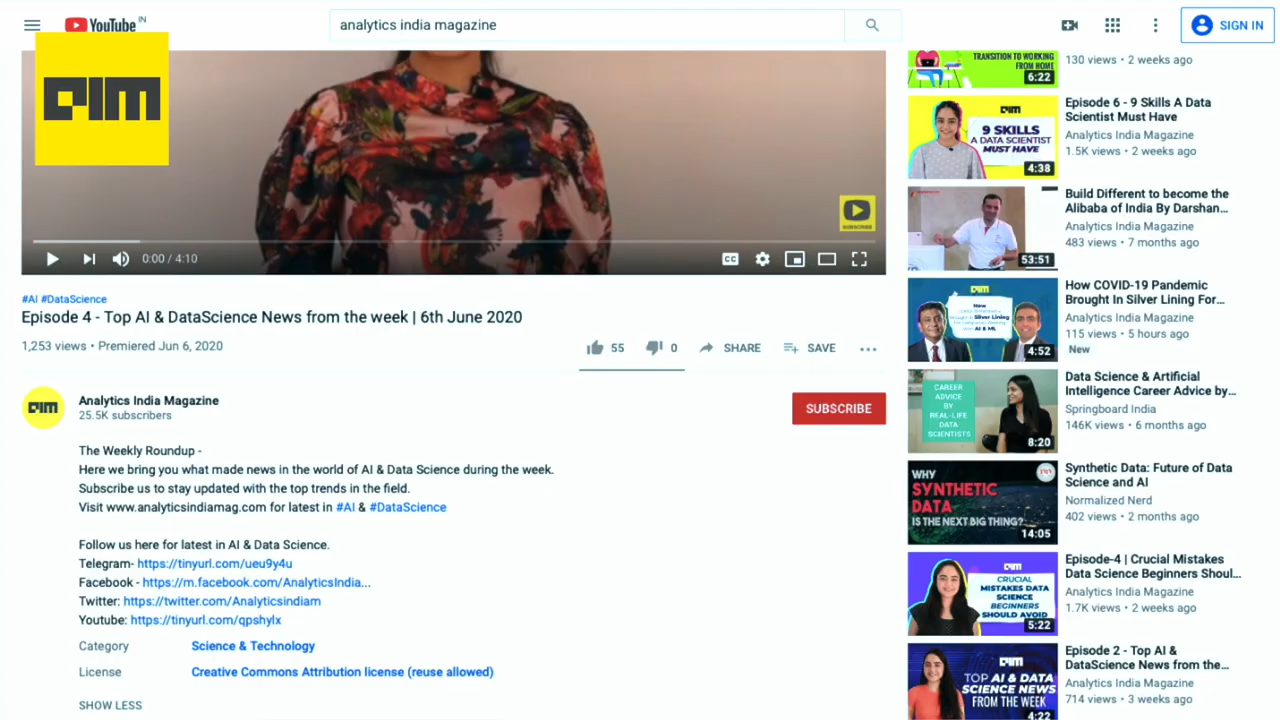 YouTube IN
analytics india magazine
SIGN IN
AIM
SUBSCRIBE
0:00 / 4:10
CC
#AI #DataScience
Episode 4 - Top AI & DataScience News from the week | 6th June 2020
1,253 views • Premiered Jun 6, 2020
55
0
SHARE
SAVE
AIM
Analytics India Magazine
25.5K subscribers
SUBSCRIBE
The Weekly Roundup -
Here we bring you what made news in the world of AI & Data Science during the week.
Subscribe us to stay updated with the top trends in the field.
Visit www.analyticsindiamag.com for latest in #AI & #DataScience
Follow us here for latest in AI & Data Science.
Telegram- https://tinyurl.com/ueu9y4u
Facebook - https://m.facebook.com/AnalyticsIndia...
Twitter: https://twitter.com/Analyticsindiam
Youtube: https://tinyurl.com/qpshylx
Category Science & Technology
License Creative Commons Attribution license (reuse allowed)
SHOW LESS
TRANSITION TO WORKING
FROM HOME
6:22
130 views • 2 weeks ago
AIM
9 SKILLS
A DATA SCIENTIST
MUST HAVE
4:38
Episode 6 - 9 Skills A Data
Scientist Must Have
Analytics India Magazine
1.5K views • 2 weeks ago
53:51
Build Different to become the
Alibaba of India By Darshan...
Analytics India Magazine
483 views • 7 months ago
AIM
How
Silver Lining
AI & ML
4:52
How COVID-19 Pandemic
Brought In Silver Lining For...
Analytics India Magazine
115 views • 5 hours ago
New
CAREER
ADVICE
BY
REAL-LIFE
DATA
SCIENTISTS
8:20
Data Science & Artificial
Intelligence Career Advice by...
Springboard India
146K views • 6 months ago
WHY
SYNTHETIC
DATA
IS THE NEXT BIG THING?
14:05
Synthetic Data: Future of Data
Science and AI
Normalized Nerd
402 views • 2 months ago
AIM
CRUCIAL
MISTAKES DATA
SCIENCE
BEGINNERS
SHOULD AVOID
5:22
Episode-4 | Crucial Mistakes
Data Science Beginners Shoul...
Analytics India Magazine
1.7K views • 2 weeks ago
AIM
TOP AI & DATA
SCIENCE NEWS
FROM THE WEEK
4:22
Episode 2 - Top AI &
DataScience News from the...
Analytics India Magazine
714 views • 3 weeks ago